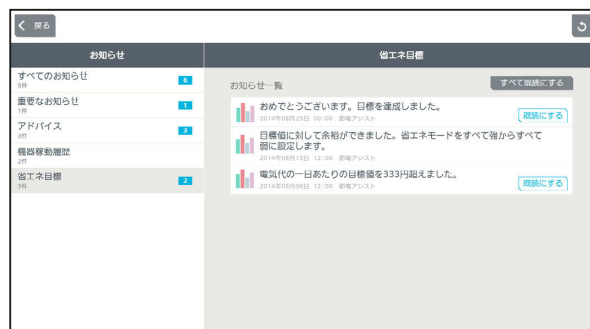 戻る
お知らせ
省エネ目標
すべてのお知らせ
6
9件
重要なお知らせ
1
1件
アドバイス
3
3件
機器稼動履歴
2件
省エネ目標
2
3件
お知らせ一覧
すべて既読にする
おめでとうございます。目標を達成しました。
2014年08月25日 00:00 節電アシスト
既読にする
目標値に対して余裕ができました。省エネモードをすべて強からすべて
弱に設定します。
2014年08月15日 12:00 節電アシスト
電気代の一日あたりの目標値を333円超えました。
2014年08月06日 12:00 節電アシスト
既読にする